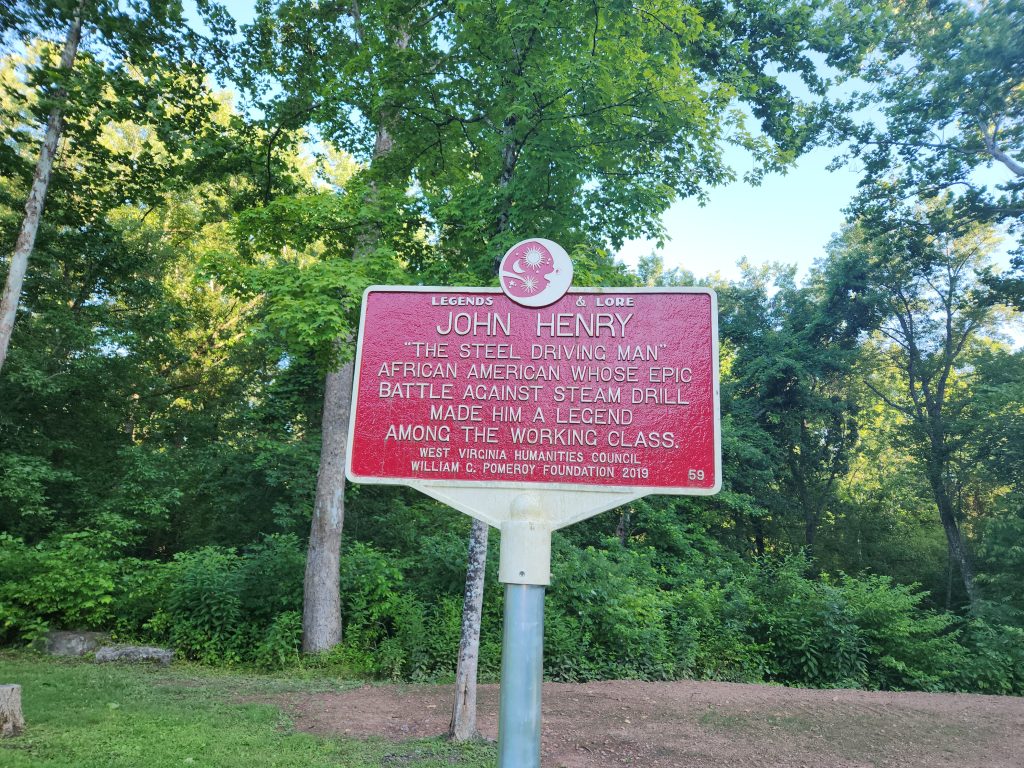 LEGENDS & LORE
JOHN HENRY
"THE STEEL DRIVING MAN"
AFRICAN AMERICAN WHOSE EPIC
BATTLE AGAINST STEAM DRILL
MADE HIM A LEGEND
AMONG THE WORKING CLASS.
WEST VIRGINIA HUMANITIES COUNCIL
WILLIAM G. POMEROY FOUNDATION 2019 59